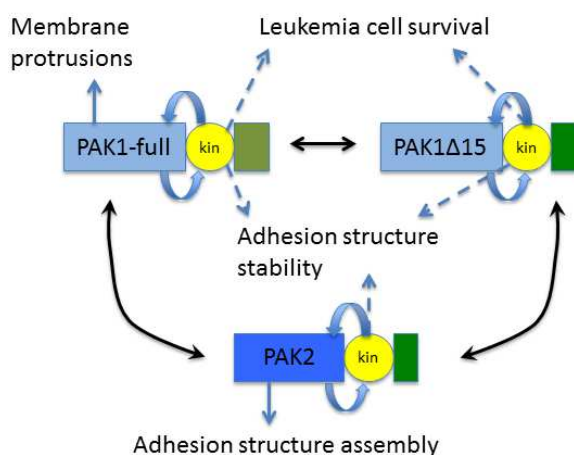 Membrane
protrusions
Leukemia cell survival
PAK1-full
kin
PAK1Δ15
kin
Adhesion structure
stability
PAK2
kin
Adhesion structure assembly